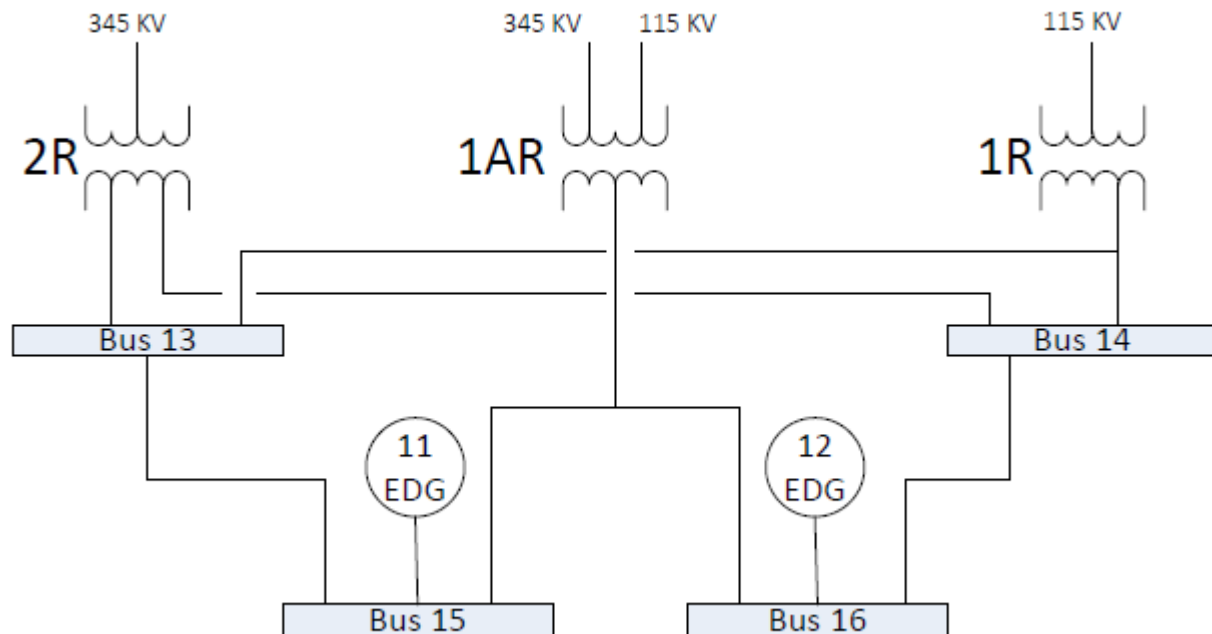 345 KV
345 KV
115 KV
115 KV
2R
1AR
1R
Bus 13
Bus 14
11
EDG
12
EDG
Bus 15
Bus 16